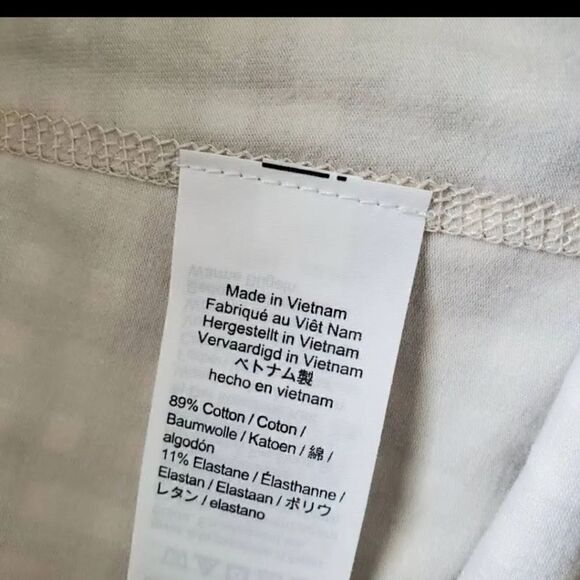 Made in Vietnam
Fabriqué au Viêt Nam
Hergestellt in Vietnam
Vervaardigd in Vietnam
ベトナム製
hecho en vietnam
89% Cotton / Coton /
Baumwolle / Katoen / 綿 /
algodón
11% Elastane / Élasthanne /
Elastan / Elastaan / ポリウ
レタン / elastano